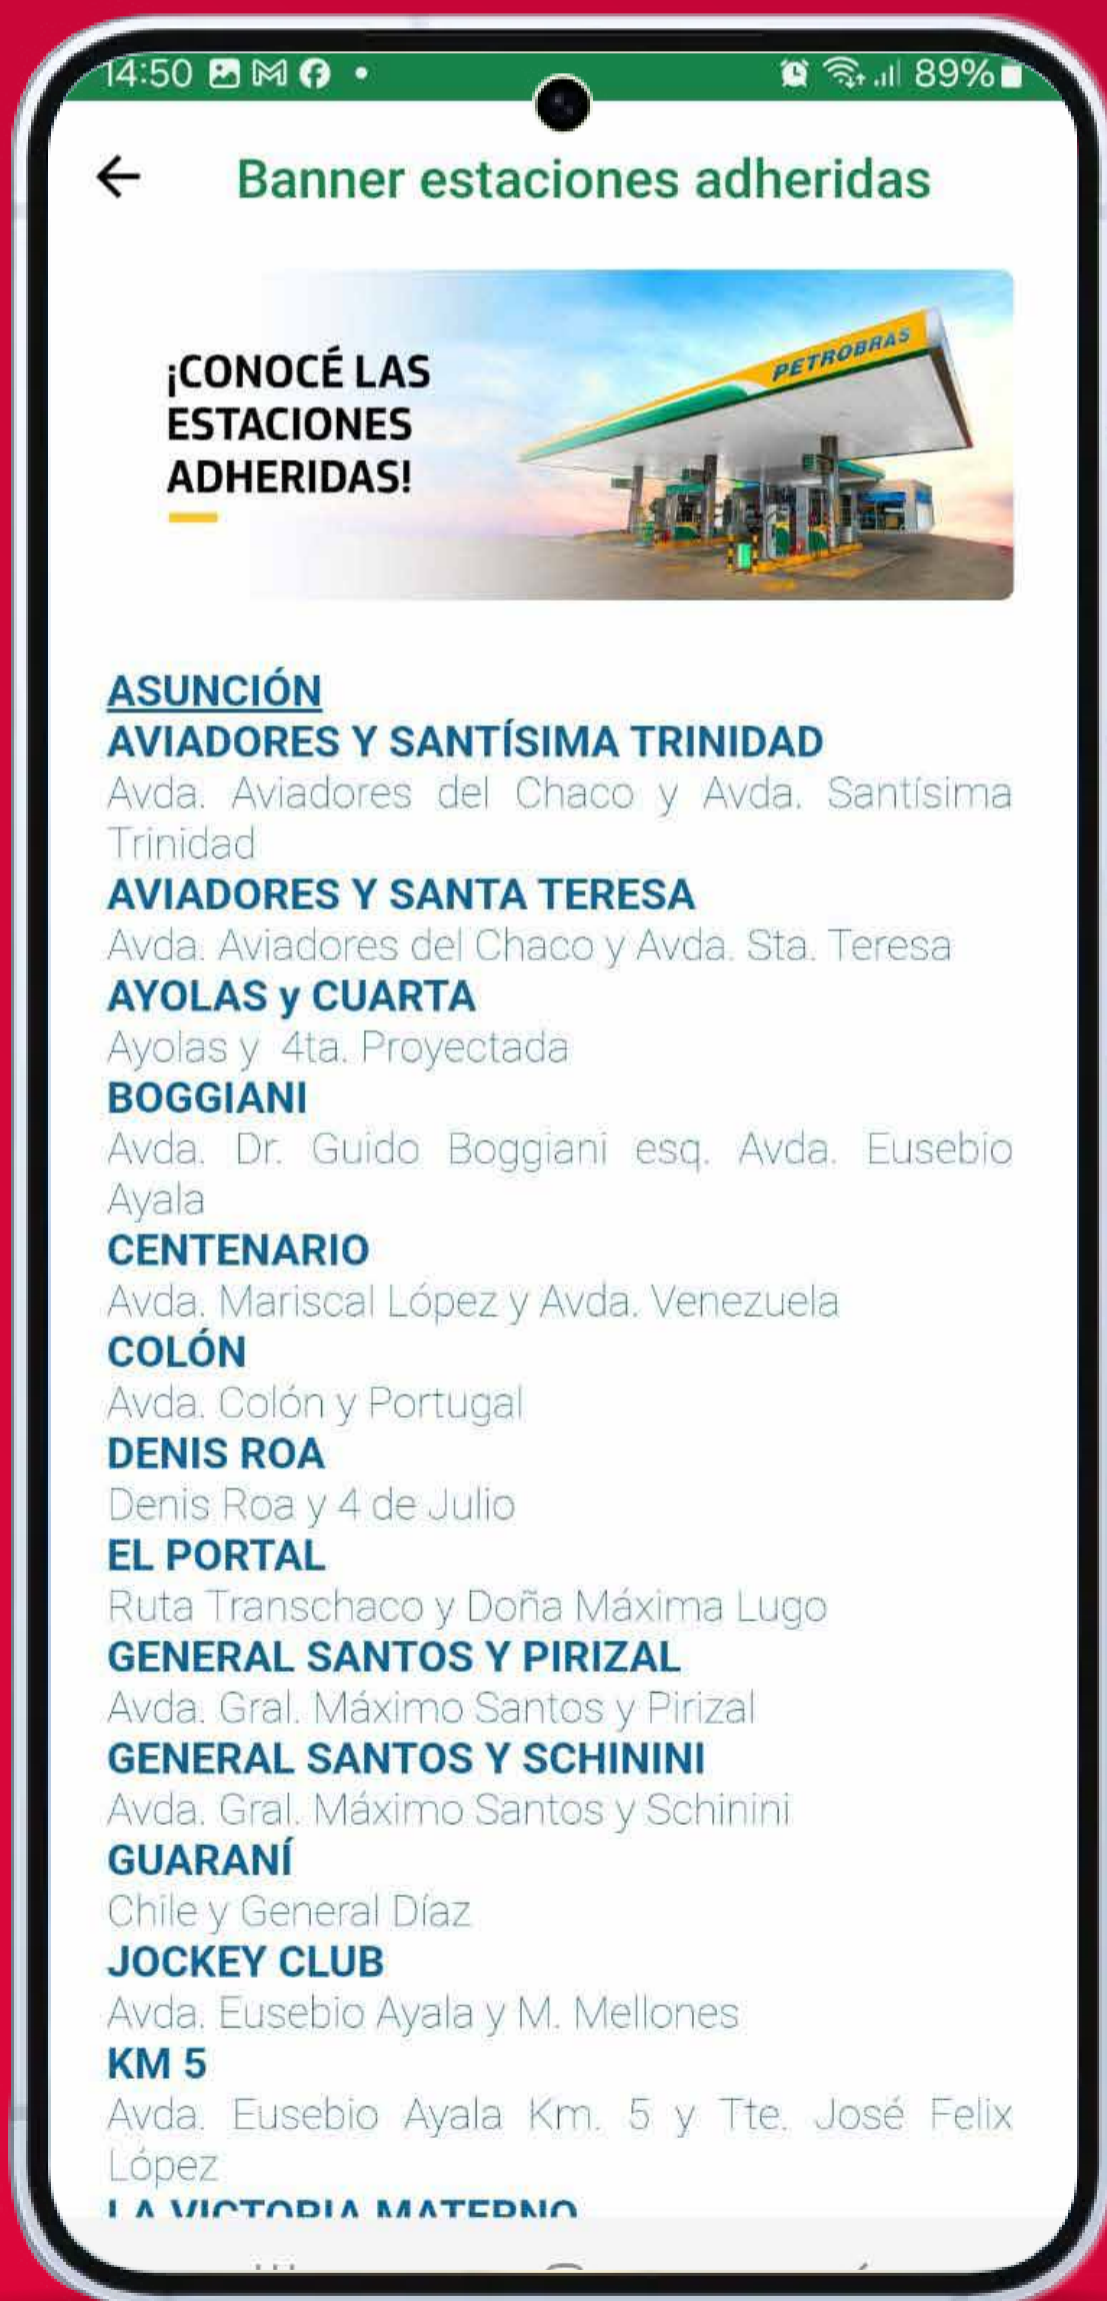 14:50
89%
Banner estaciones adheridas
¡CONOCÉ LAS
ESTACIONES
ADHERIDAS!
PETROBRAS
ASUNCIÓN
AVIADORES Y SANTÍSIMA TRINIDAD
Avda. Aviadores del Chaco y Avda. Santísima
Trinidad
AVIADORES Y SANTA TERESA
Avda. Aviadores del Chaco y Avda. Sta. Teresa
AYOLAS y CUARTA
Ayolas y 4ta. Proyectada
BOGGIANI
Avda. Dr. Guido Boggiani esq. Avda. Eusebio
Ayala
CENTENARIO
Avda. Mariscal López y Avda. Venezuela
COLÓN
Avda. Colón y Portugal
DENIS ROA
Denis Roa y 4 de Julio
EL PORTAL
Ruta Transchaco y Doña Máxima Lugo
GENERAL SANTOS Y PIRIZAL
Avda. Gral. Máximo Santos y Pirizal
GENERAL SANTOS Y SCHININI
Avda. Gral. Máximo Santos y Schinini
GUARANÍ
Chile y General Díaz
JOCKEY CLUB
Avda. Eusebio Ayala y M. Mellones
KM 5
Avda. Eusebio Ayala Km. 5 y Tte. José Felix
López
LA VICTORIA MATERNO